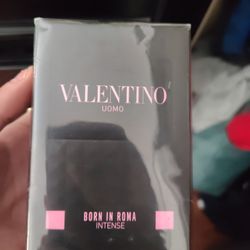 VALENTINO
UOMO
BORN IN ROMA
INTENSE